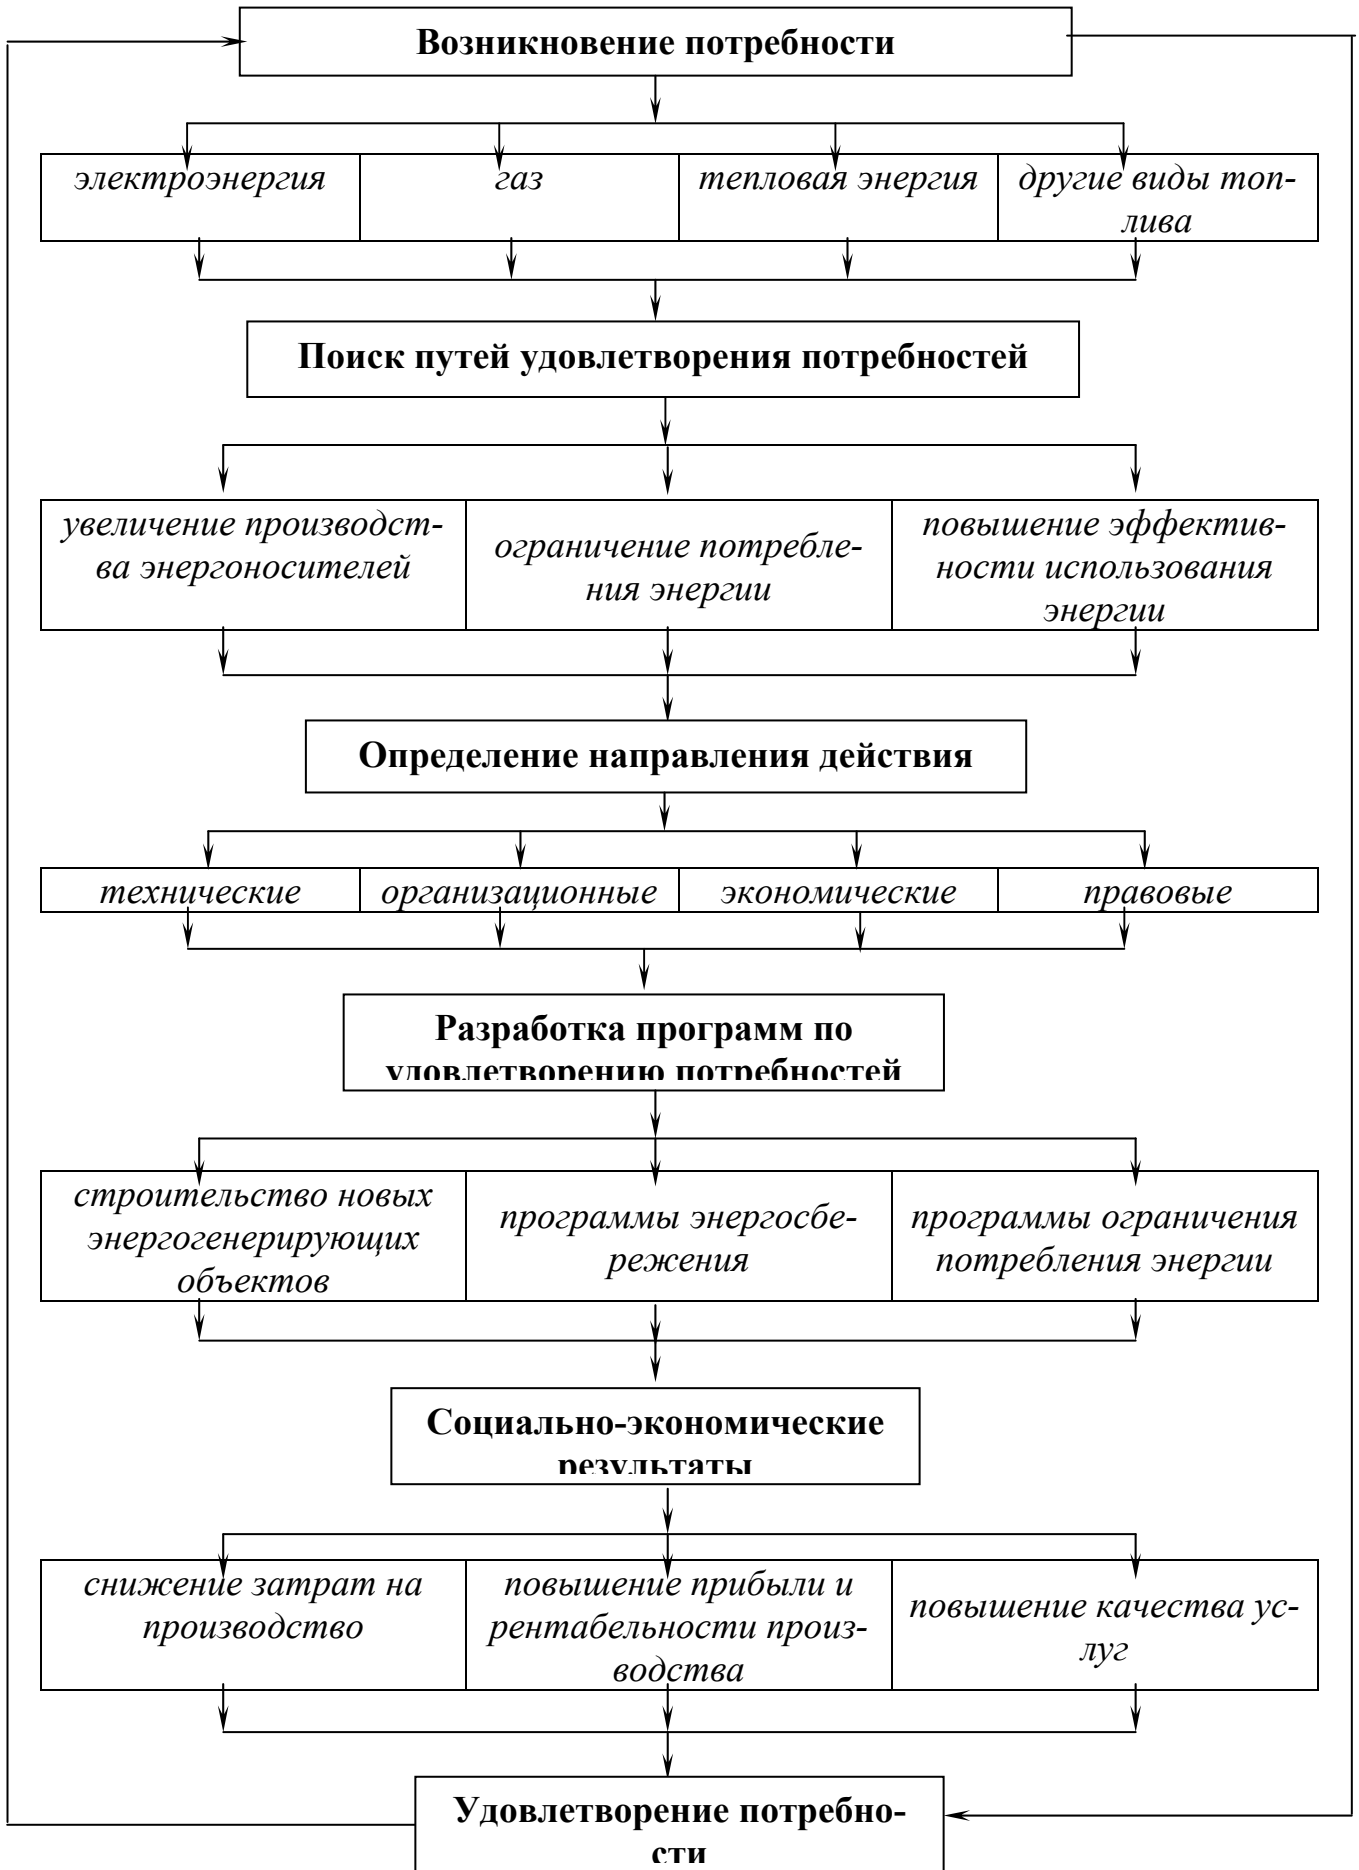 Возникновение потребности
электроэнергия
газ
тепловая энергия
другие виды топ-
лива
Поиск путей удовлетворения потребностей
увеличение производст-
ва энергоносителей
ограничение потребле-
ния энергии
повышение эффектив-
ности использования
энергии
Определение направления действия
технические
организационные
экономические
правовые
Разработка программ по
удовлетворению потребностей
строительство новых
энергогенерирующих
объектов
программы энергосбе-
режения
программы ограничения
потребления энергии
Социально-экономические
результаты
снижение затрат на
производство
повышение прибыли и
рентабельности произ-
водства
повышение качества ус-
луг
Удовлетворение потребно-
сти